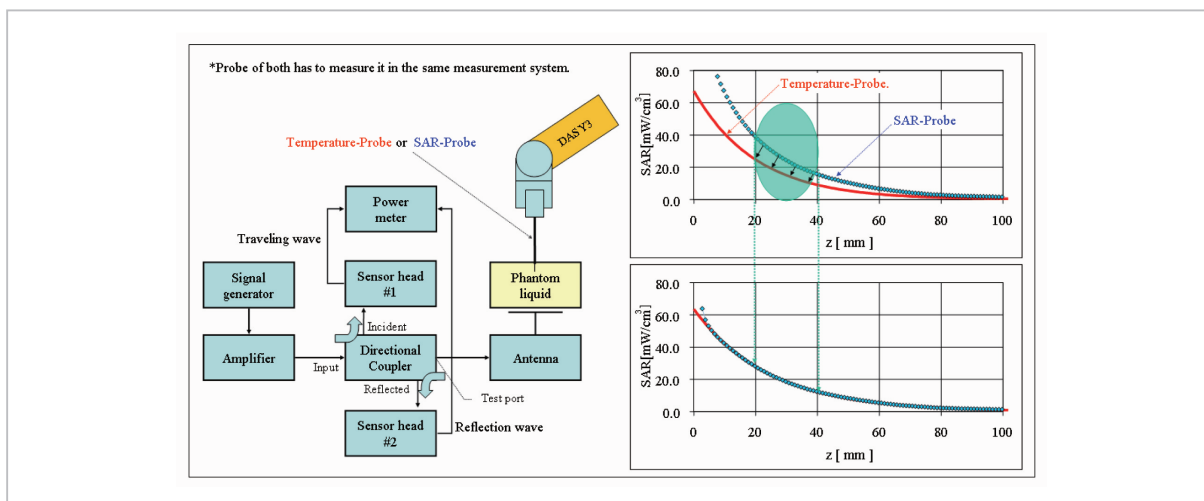 *Probe of both has to measure it in the same measurement system.
DASY3
Temperature-Probe or SAR-Probe
Power
meter
Traveling wave
Signal
generator
Sensor head
#1
Phantom
liquid
Incident
Amplifier
Input
Directional
Coupler
Antenna
Reflected
Test port
Sensor head
#2
Reflection wave
80.0
60.0
40.0
20.0
0.0
SAR[mW/cm3]
Temperature-Probe.
SAR-Probe
0 20 40 60 80 100
z [ mm ]
80.0
60.0
40.0
20.0
0.0
SAR[mW/cm3]
0 20 40 60 80 100
z [ mm ]